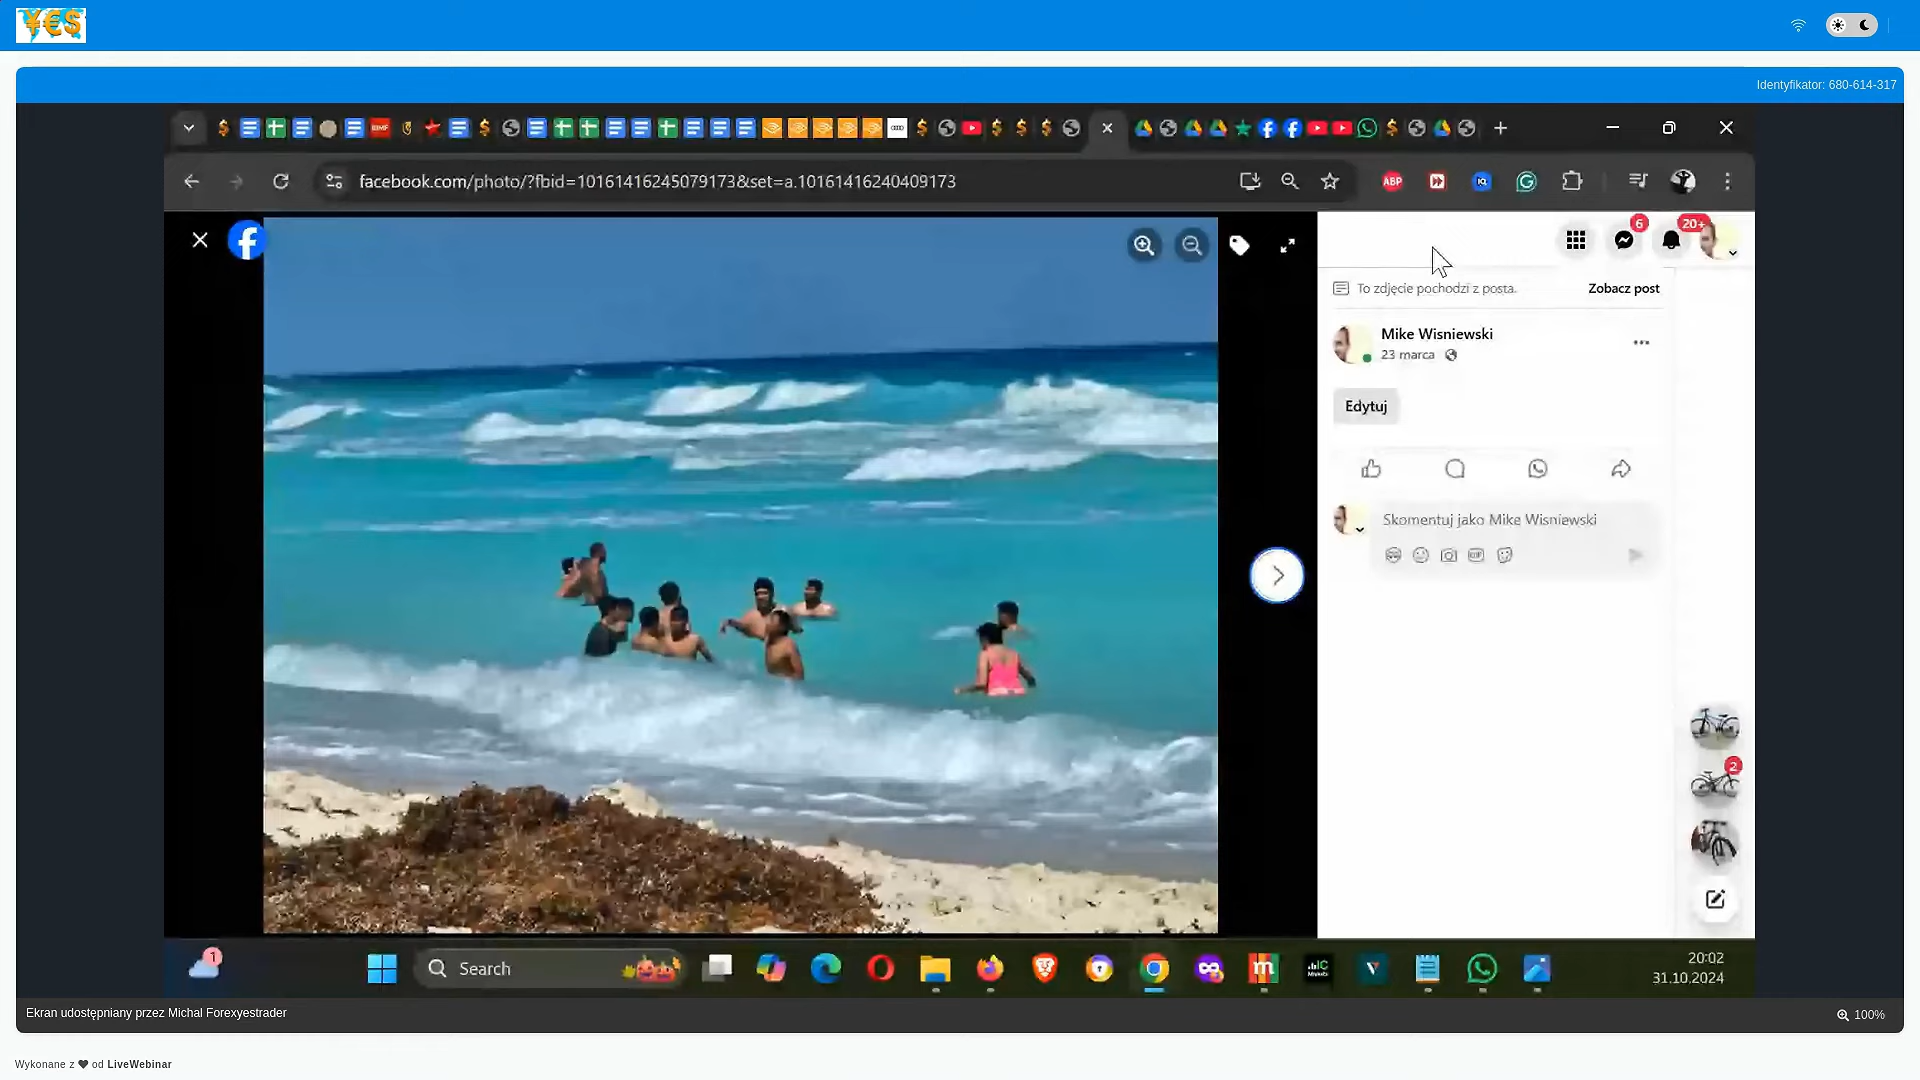 ¥€$
Identyfikator: 680-614-317
facebook.com/photo/?fbid=10161416245079173&set=a.10161416240409173
6
20+
To zdjęcie pochodzi z posta.
Zobacz post
Mike Wisniewski
23 marca
Edytuj
Skomentuj jako Mike Wisniewski
GIF
2
1
Search
20:02
31.10.2024
Ekran udostępniany przez Michal Forexyestrader
100%
Wykonane z ❤ od LiveWebinar